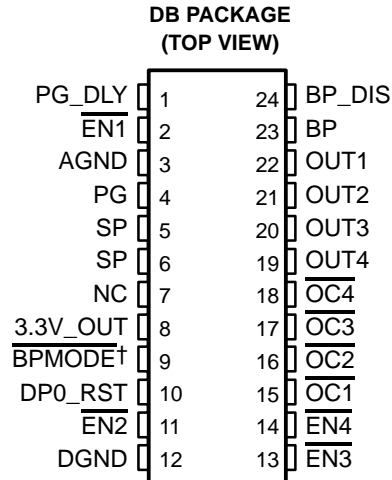 DB PACKAGE
(TOP VIEW)
PG_DLY 1 24 BP_DIS
EN1 2 23 BP
AGND 3 22 OUT1
PG 4 21 OUT2
SP 5 20 OUT3
SP 6 19 OUT4
NC 7 18 OC4
3.3V_OUT 8 17 OC3
BPMODE† 9 16 OC2
DP0_RST 10 15 OC1
EN2 11 14 EN4
DGND 12 13 EN3